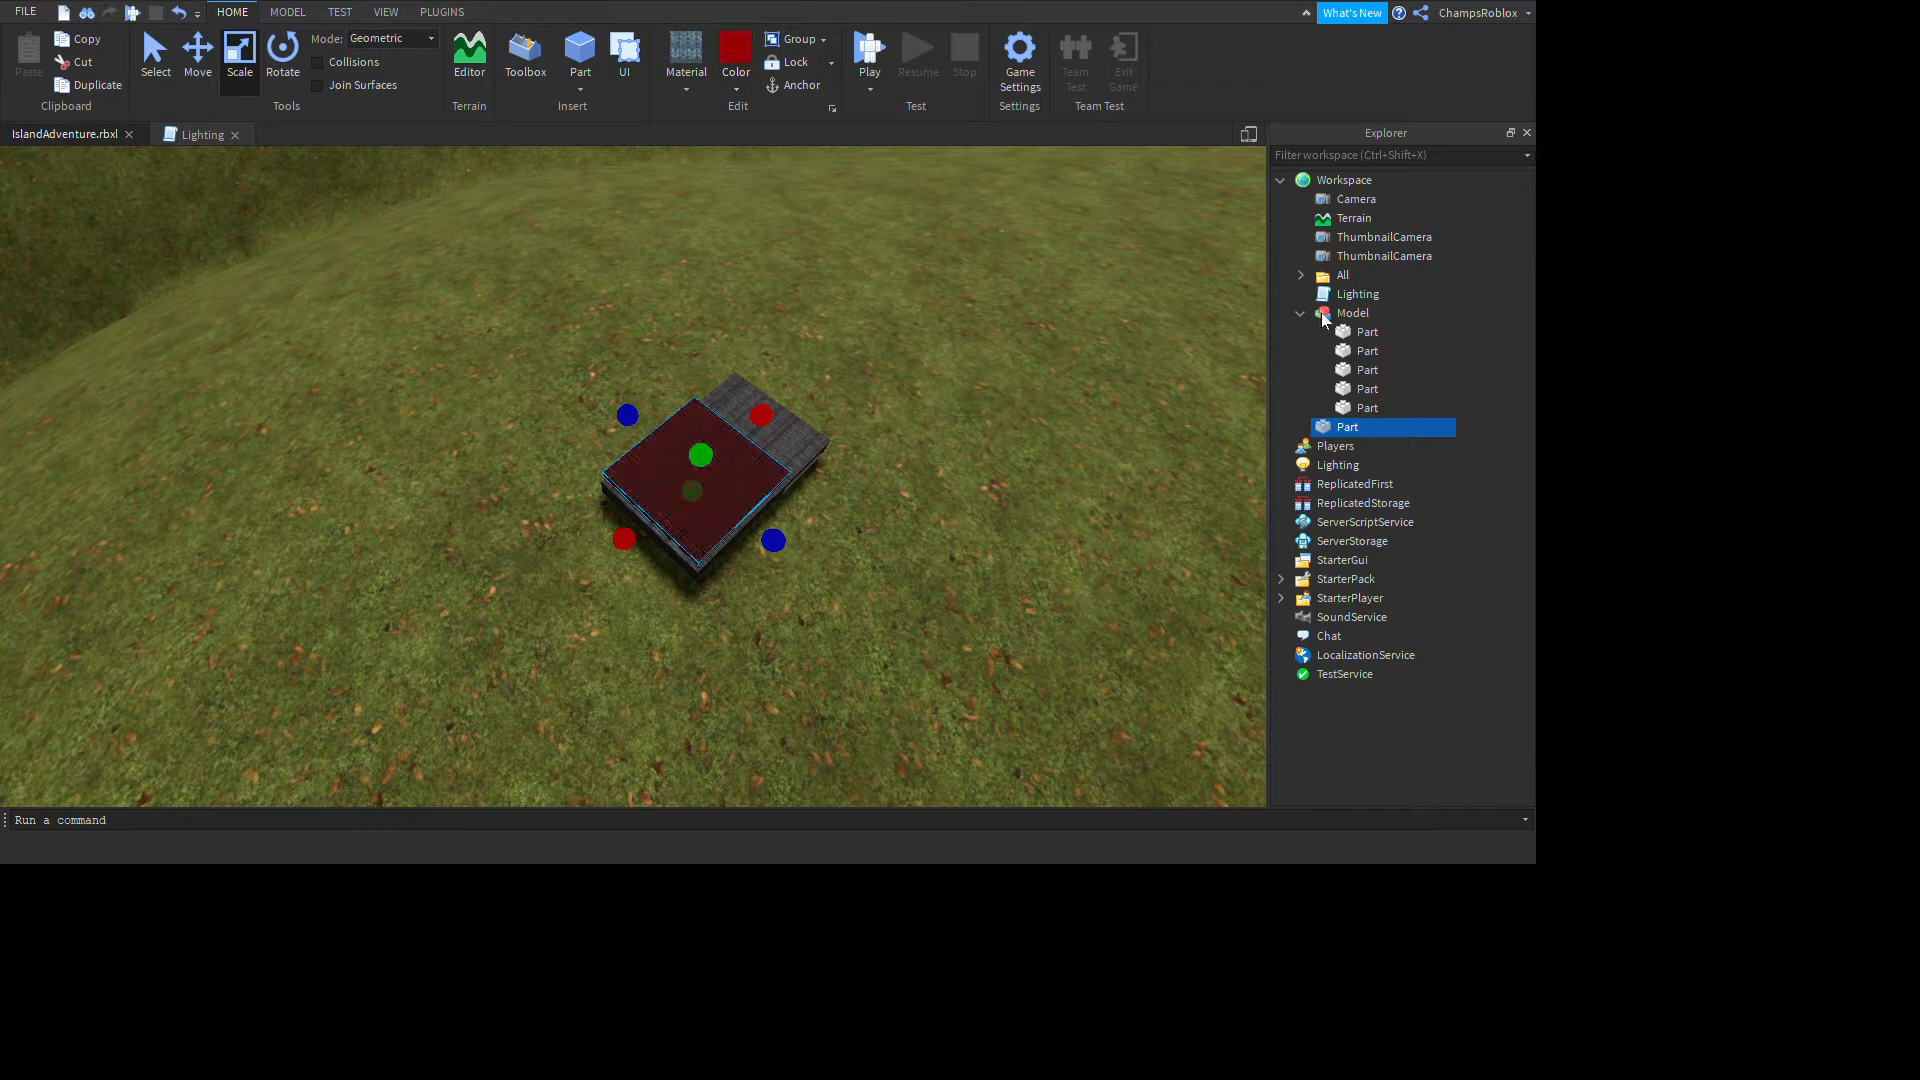 FILE HOME MODEL TEST VIEW PLUGINS What's New ChampsRoblox
Paste Copy Cut Duplicate Clipboard
Select Move Scale Rotate Mode: Geometric Collisions Join Surfaces Tools
Editor Terrain
Toolbox Part UI Insert
Material Color Group Lock Anchor Edit
Play Resume Stop Test
Game Settings Settings
Team Test Exit Game Team Test
IslandAdventure.rbxl Lighting
Explorer
Filter workspace (Ctrl+Shift+X)
Workspace
Camera
Terrain
ThumbnailCamera
ThumbnailCamera
All
Lighting
Model
Part
Part
Part
Part
Part
Part
Players
Lighting
ReplicatedFirst
ReplicatedStorage
ServerScriptService
ServerStorage
StarterGui
StarterPack
StarterPlayer
SoundService
Chat
LocalizationService
TestService
Run a command